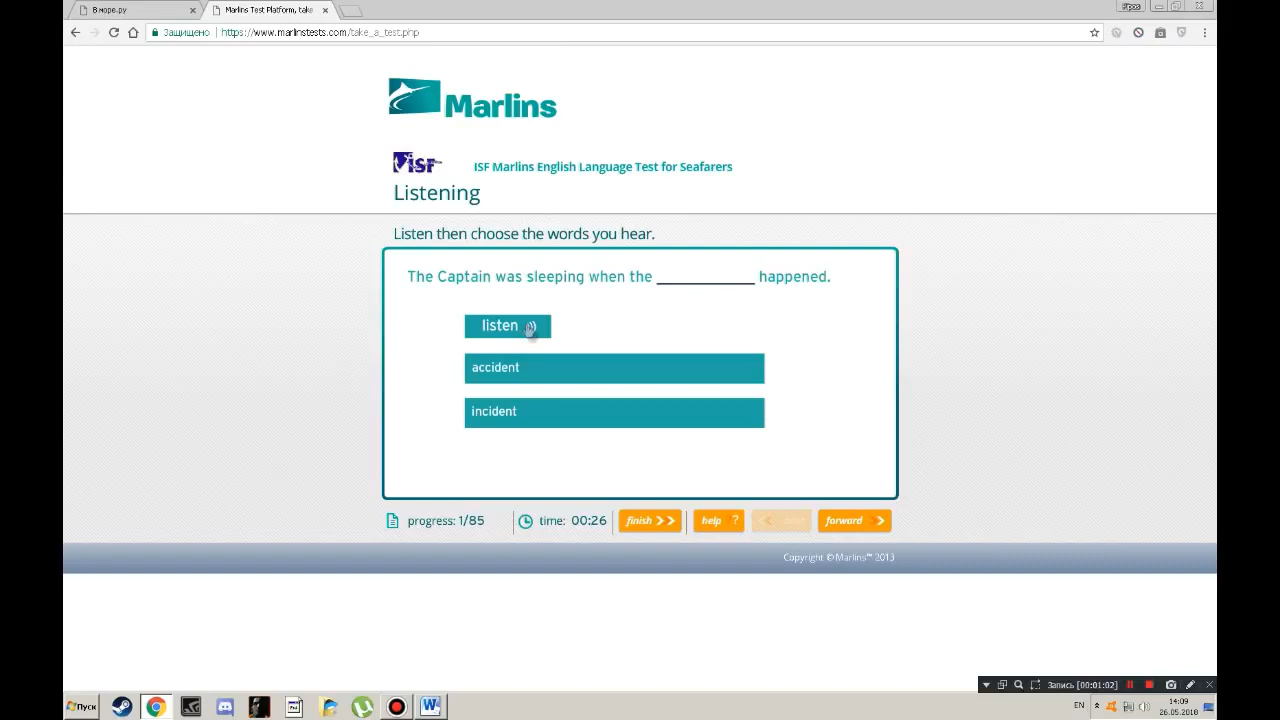 В море.ру
Marlins Test Platform, take
Защищено
https://www.marlinstests.com/take_a_test.php
Marlins
ISF
ISF Marlins English Language Test for Seafarers
Listening
Listen then choose the words you hear.
The Captain was sleeping when the ____________ happened.
listen
accident
incident
progress: 1/85
time: 00:26
finish >>
help ?
forward >
Copyright © Marlins™ 2013
Запись [00:01:02]
Пуск
EN
14:09
26.05.2018